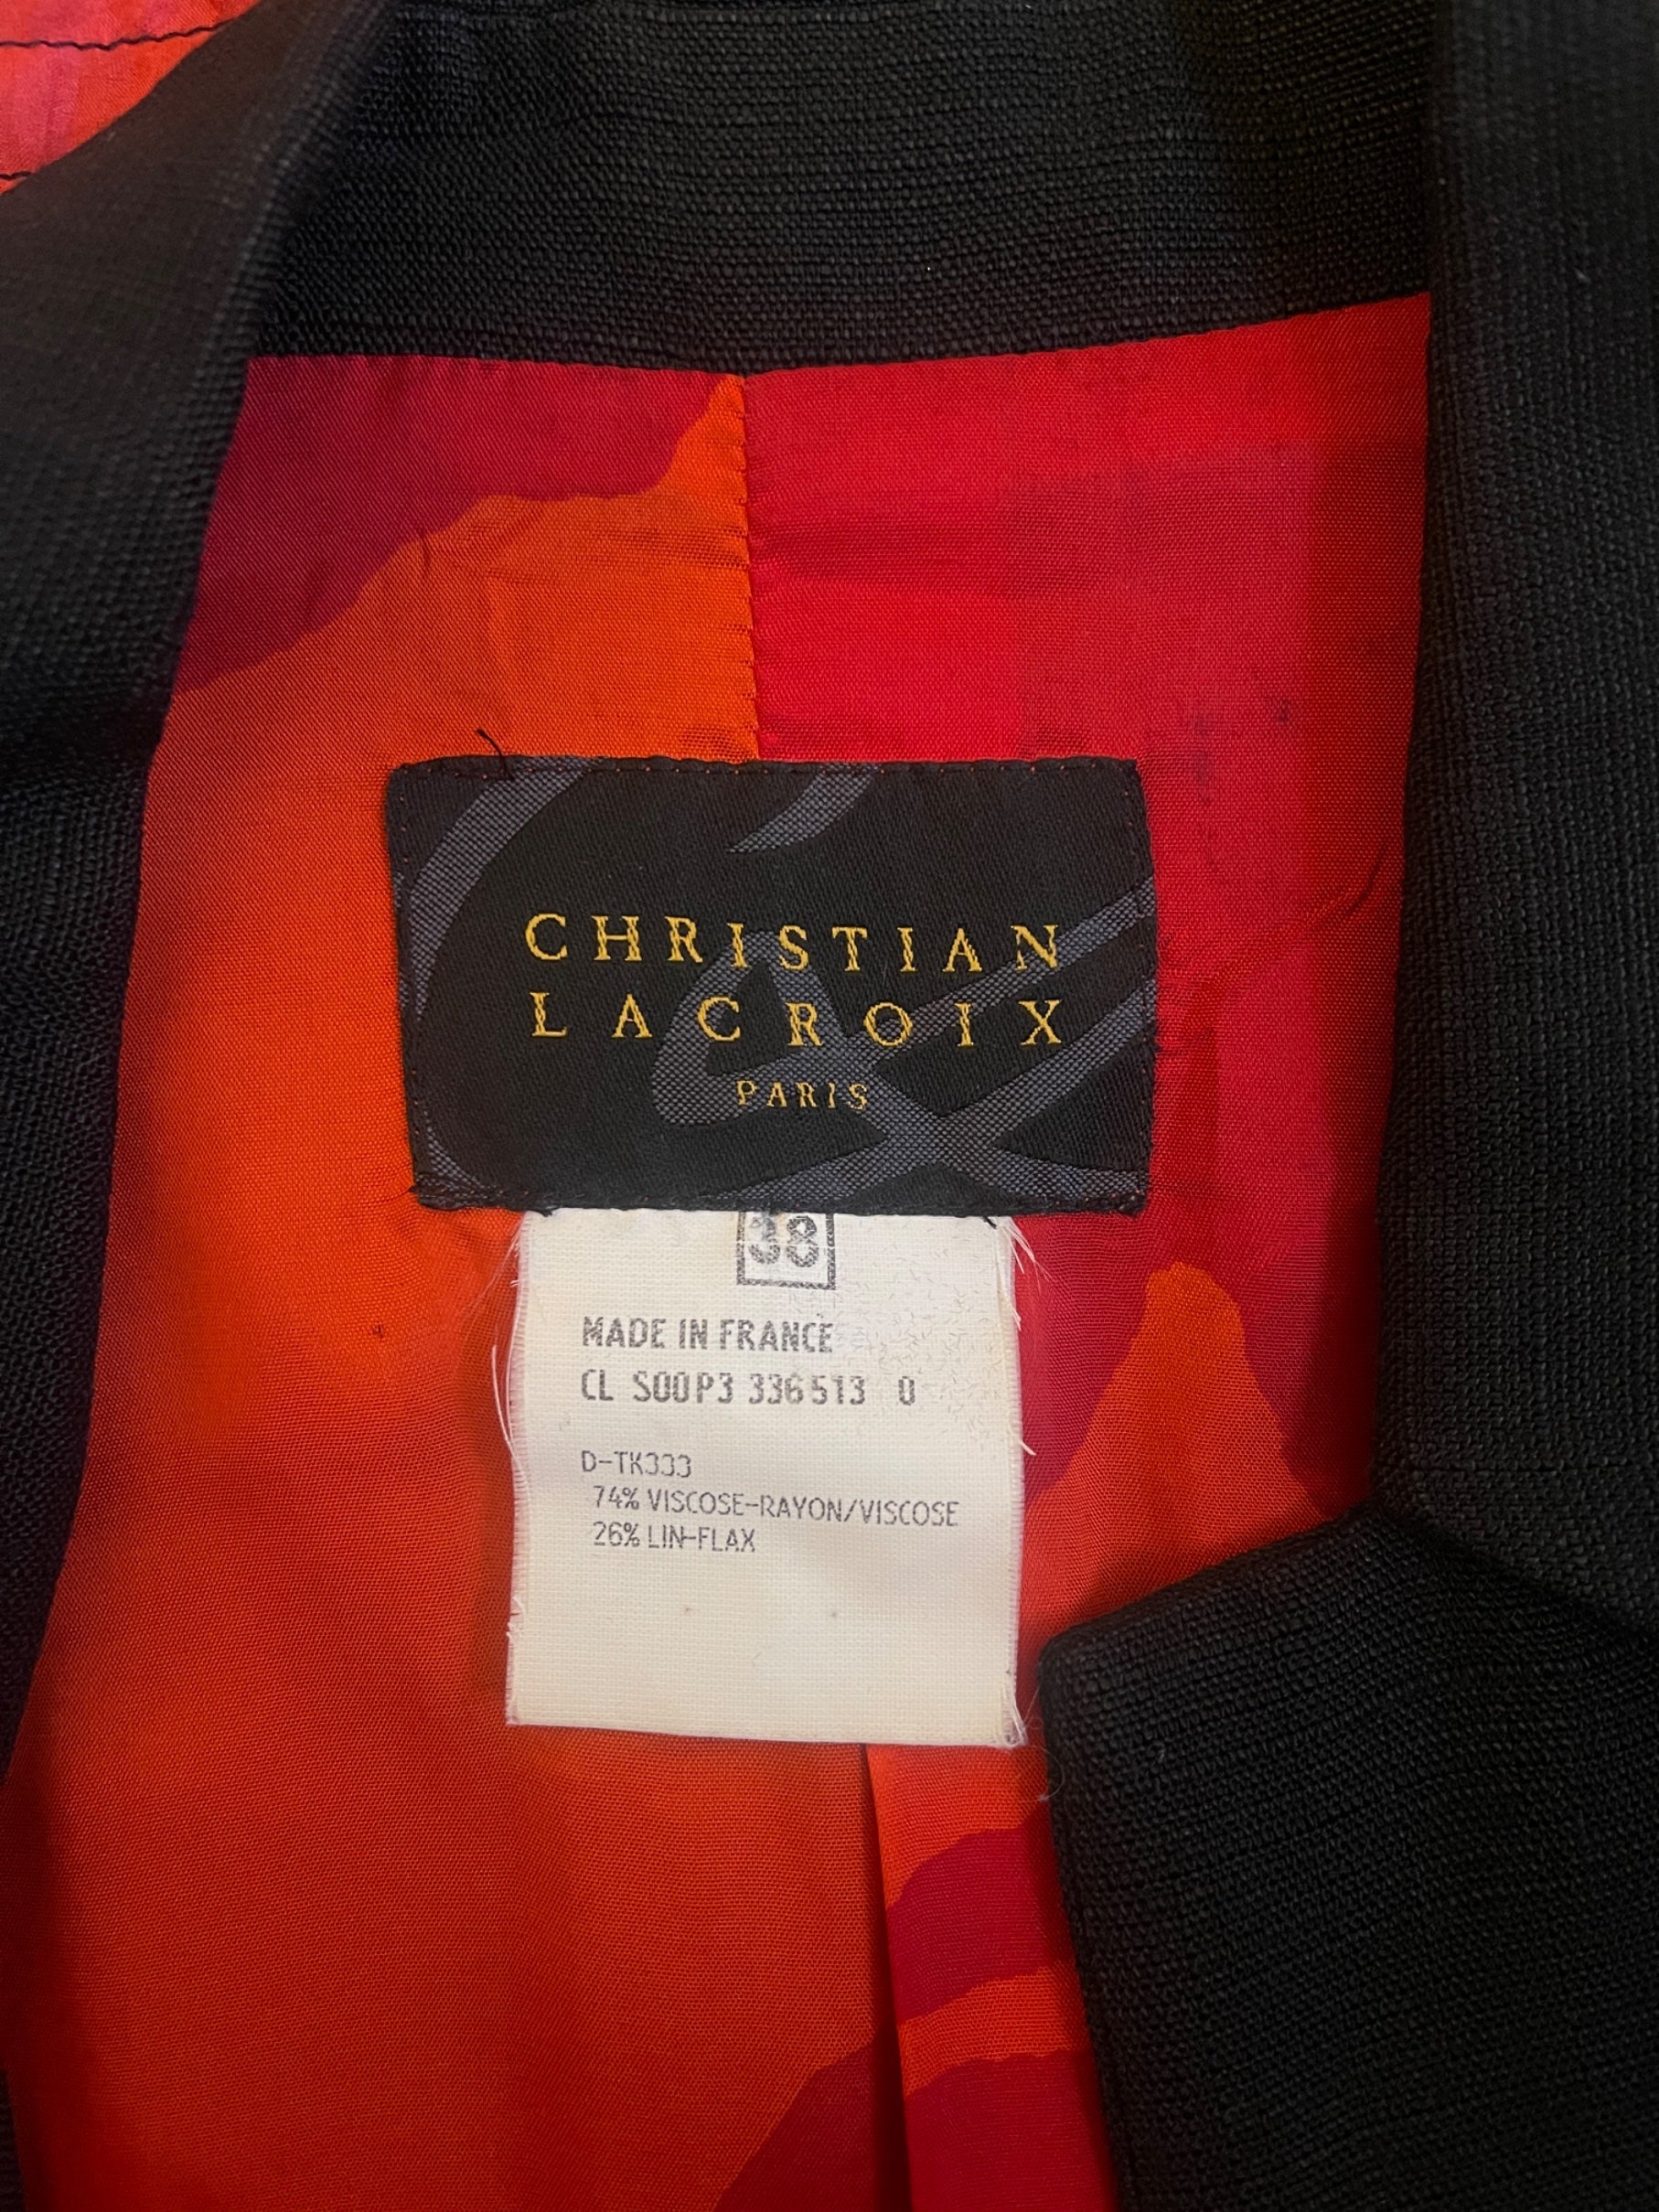 CHRISTIAN
LACROIX
PARIS
38
MADE IN FRANCE
CL S00P3 336513 0
D-TK333
74% VISCOSE-RAYON/VISCOSE
26% LIN-FLAX